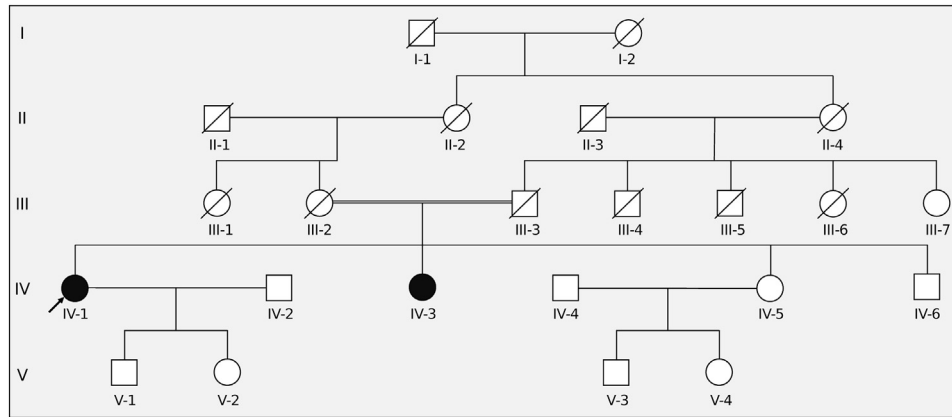 I
I-1 I-2
II
II-1 II-2 II-3 II-4
III
III-1 III-2 III-3 III-4 III-5 III-6 III-7
IV
IV-1 IV-2 IV-3 IV-4 IV-5 IV-6
V
V-1 V-2 V-3 V-4